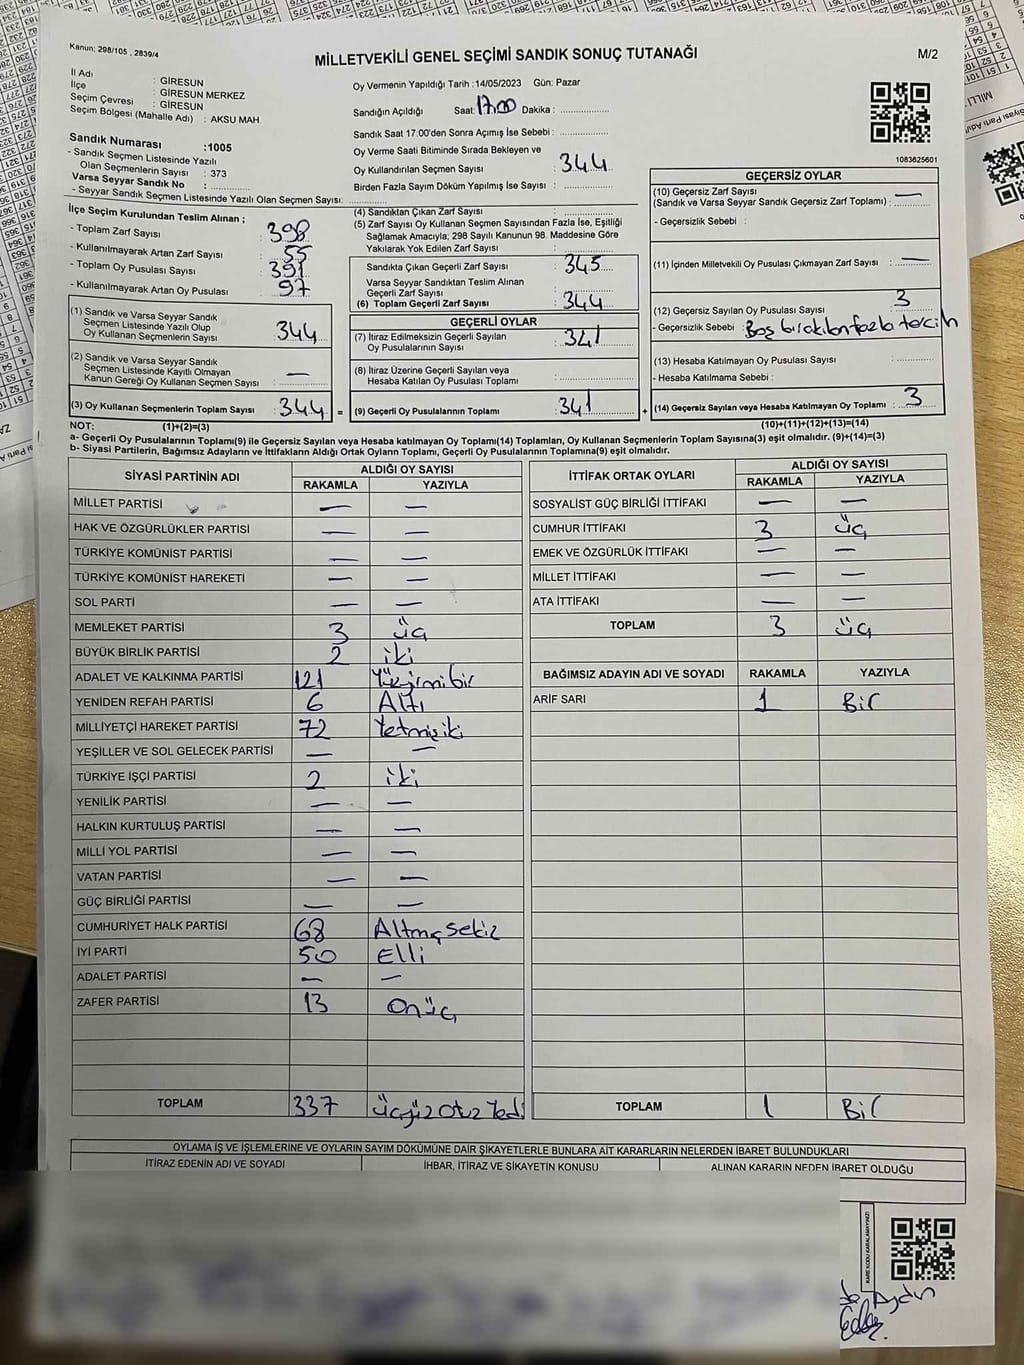 Kanun; 298/105 , 2839/4
MİLLETVEKİLİ GENEL SEÇİMİ SANDIK SONUÇ TUTANAĞI
M/2
İl Adı : GİRESUN
İlçe : GİRESUN MERKEZ
Seçim Çevresi : GİRESUN
Seçim Bölgesi (Mahalle Adı) : AKSU MAH.
Sandık Numarası :1005
- Sandık Seçmen Listesinde Yazılı
Olan Seçmenlerin Sayısı : 373
Varsa Seyyar Sandık No :
- Seyyar Sandık Seçmen Listesinde Yazılı Olan Seçmen Sayısı:
Oy Vermenin Yapıldığı Tarih :14/05/2023 Gün: Pazar
Sandığın Açıldığı Saat: 17:00 Dakika :
Sandık Saat 17:00'den Sonra Açımış İse Sebebi :
Oy Verme Saati Bitiminde Sırada Bekleyen ve
Oy Kullandırılan Seçmen Sayısı : 344
Birden Fazla Sayım Döküm Yapılmış İse Sayısı :
1083625601
İlçe Seçim Kurulundan Teslim Alınan ;
- Toplam Zarf Sayısı : 398
- Kullanılmayarak Artan Zarf Sayısı : 55
- Toplam Oy Pusulası Sayısı : 391
- Kullanılmayarak Artan Oy Pusulası : 97
(1) Sandık ve Varsa Seyyar Sandık
Seçmen Listesinde Yazılı Olup
Oy Kullanan Seçmenlerin Sayısı : 344
(2) Sandık ve Varsa Seyyar Sandık
Seçmen Listesinde Kayıtlı Olmayan
Kanun Gereği Oy Kullanan Seçmen Sayısı : —
(3) Oy Kullanan Seçmenlerin Toplam Sayısı : 344 =
(4) Sandıktan Çıkan Zarf Sayısı :
(5) Zarf Sayısı Oy Kullanan Seçmen Sayısından Fazla İse, Eşitliği
Sağlamak Amacıyla; 298 Sayılı Kanunun 98. Maddesine Göre
Yakılarak Yok Edilen Zarf Sayısı :
Sandıkta Çıkan Geçerli Zarf Sayısı : 345
Varsa Seyyar Sandıktan Teslim Alınan
Geçerli Zarf Sayısı :
(6) Toplam Geçerli Zarf Sayısı : 344
GEÇERLİ OYLAR
(7) İtiraz Edilmeksizin Geçerli Sayılan
Oy Pusulalarının Sayısı : 341
(8) İtiraz Üzerine Geçerli Sayılan veya
Hesaba Katılan Oy Pusulası Toplamı :
(9) Geçerli Oy Pusulalarının Toplamı : 341 +
GEÇERSİZ OYLAR
(10) Geçersiz Zarf Sayısı —
(Sandık ve Varsa Seyyar Sandık Geçersiz Zarf Toplamı) :
- Geçersizlik Sebebi :
(11) İçinden Milletvekili Oy Pusulası Çıkmayan Zarf Sayısı : —
(12) Geçersiz Sayılan Oy Pusulası Sayısı : 3
- Geçersizlik Sebebi : Boş bırakılan fazla tercih
(13) Hesaba Katılmayan Oy Pusulası Sayısı :
- Hesaba Katılmama Sebebi :
(14) Geçersiz Sayılan veya Hesaba Katılmayan Oy Toplamı : 3
NOT: (1)+(2)=(3) (10)+(11)+(12)+(13)=(14)
a- Geçerli Oy Pusulalarının Toplamı(9) ile Geçersiz Sayılan veya Hesaba katılmayan Oy Toplamı(14) Toplamları, Oy Kullanan Seçmenlerin Toplam Sayısına(3) eşit olmalıdır. (9)+(14)=(3)
b- Siyasi Partilerin, Bağımsız Adayların ve İttifakların Aldığı Ortak Oyların Toplamı, Geçerli Oy Pusulalarının Toplamına(9) eşit olmalıdır.
SİYASİ PARTİNİN ADI ALDIĞI OY SAYISI
RAKAMLA YAZIYLA
MİLLET PARTİSİ — —
HAK VE ÖZGÜRLÜKLER PARTİSİ — —
TÜRKİYE KOMÜNİST PARTİSİ — —
TÜRKİYE KOMÜNİST HAREKETİ — —
SOL PARTİ — —
MEMLEKET PARTİSİ 3 üç
BÜYÜK BİRLİK PARTİSİ 2 iki
ADALET VE KALKINMA PARTİSİ 121 Yüzyirmibir
YENİDEN REFAH PARTİSİ 6 Altı
MİLLİYETÇİ HAREKET PARTİSİ 72 Yetmişiki
YEŞİLLER VE SOL GELECEK PARTİSİ — —
TÜRKİYE İŞÇİ PARTİSİ 2 iki
YENİLİK PARTİSİ — —
HALKIN KURTULUŞ PARTİSİ — —
MİLLİ YOL PARTİSİ — —
VATAN PARTİSİ — —
GÜÇ BİRLİĞİ PARTİSİ — —
CUMHURİYET HALK PARTİSİ 68 Altmışsekiz
İYİ PARTİ 50 Elli
ADALET PARTİSİ — —
ZAFER PARTİSİ 13 onüç
TOPLAM 337 üçyüz otuz Yedi
İTTİFAK ORTAK OYLARI ALDIĞI OY SAYISI
RAKAMLA YAZIYLA
SOSYALİST GÜÇ BİRLİĞİ İTTİFAKI — —
CUMHUR İTTİFAKI 3 üç
EMEK VE ÖZGÜRLÜK İTTİFAKI — —
MİLLET İTTİFAKI — —
ATA İTTİFAKI — —
TOPLAM 3 üç
BAĞIMSIZ ADAYIN ADI VE SOYADI RAKAMLA YAZIYLA
ARİF SARI 1 Bir
TOPLAM 1 Bir
OYLAMA İŞ VE İŞLEMLERİNE VE OYLARIN SAYIM DÖKÜMÜNE DAİR ŞİKAYETLERLE BUNLARA AİT KARARLARIN NELERDEN İBARET BULUNDUKLARI
İTİRAZ EDENİN ADI VE SOYADI İHBAR, İTİRAZ VE ŞİKAYETİN KONUSU ALINAN KARARIN NEDEN İBARET OLDUĞU
KARE KODU KARALAMAYINIZ!